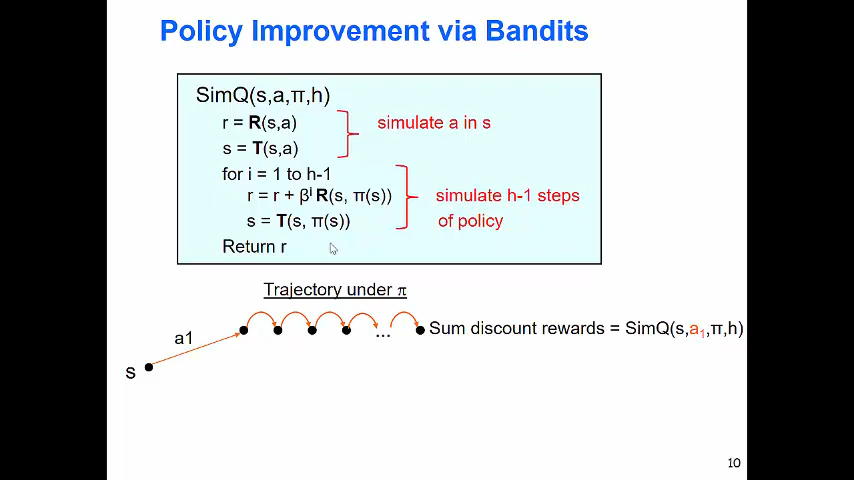 Policy Improvement via Bandits
SimQ(s,a,π,h)
r = R(s,a)
simulate a in s
s = T(s,a)
for i = 1 to h-1
r = r + βⁱ R(s, π(s))
simulate h-1 steps
s = T(s, π(s))
of policy
Return r
Trajectory under π
a1
...
Sum discount rewards = SimQ(s,a₁,π,h)
s
10